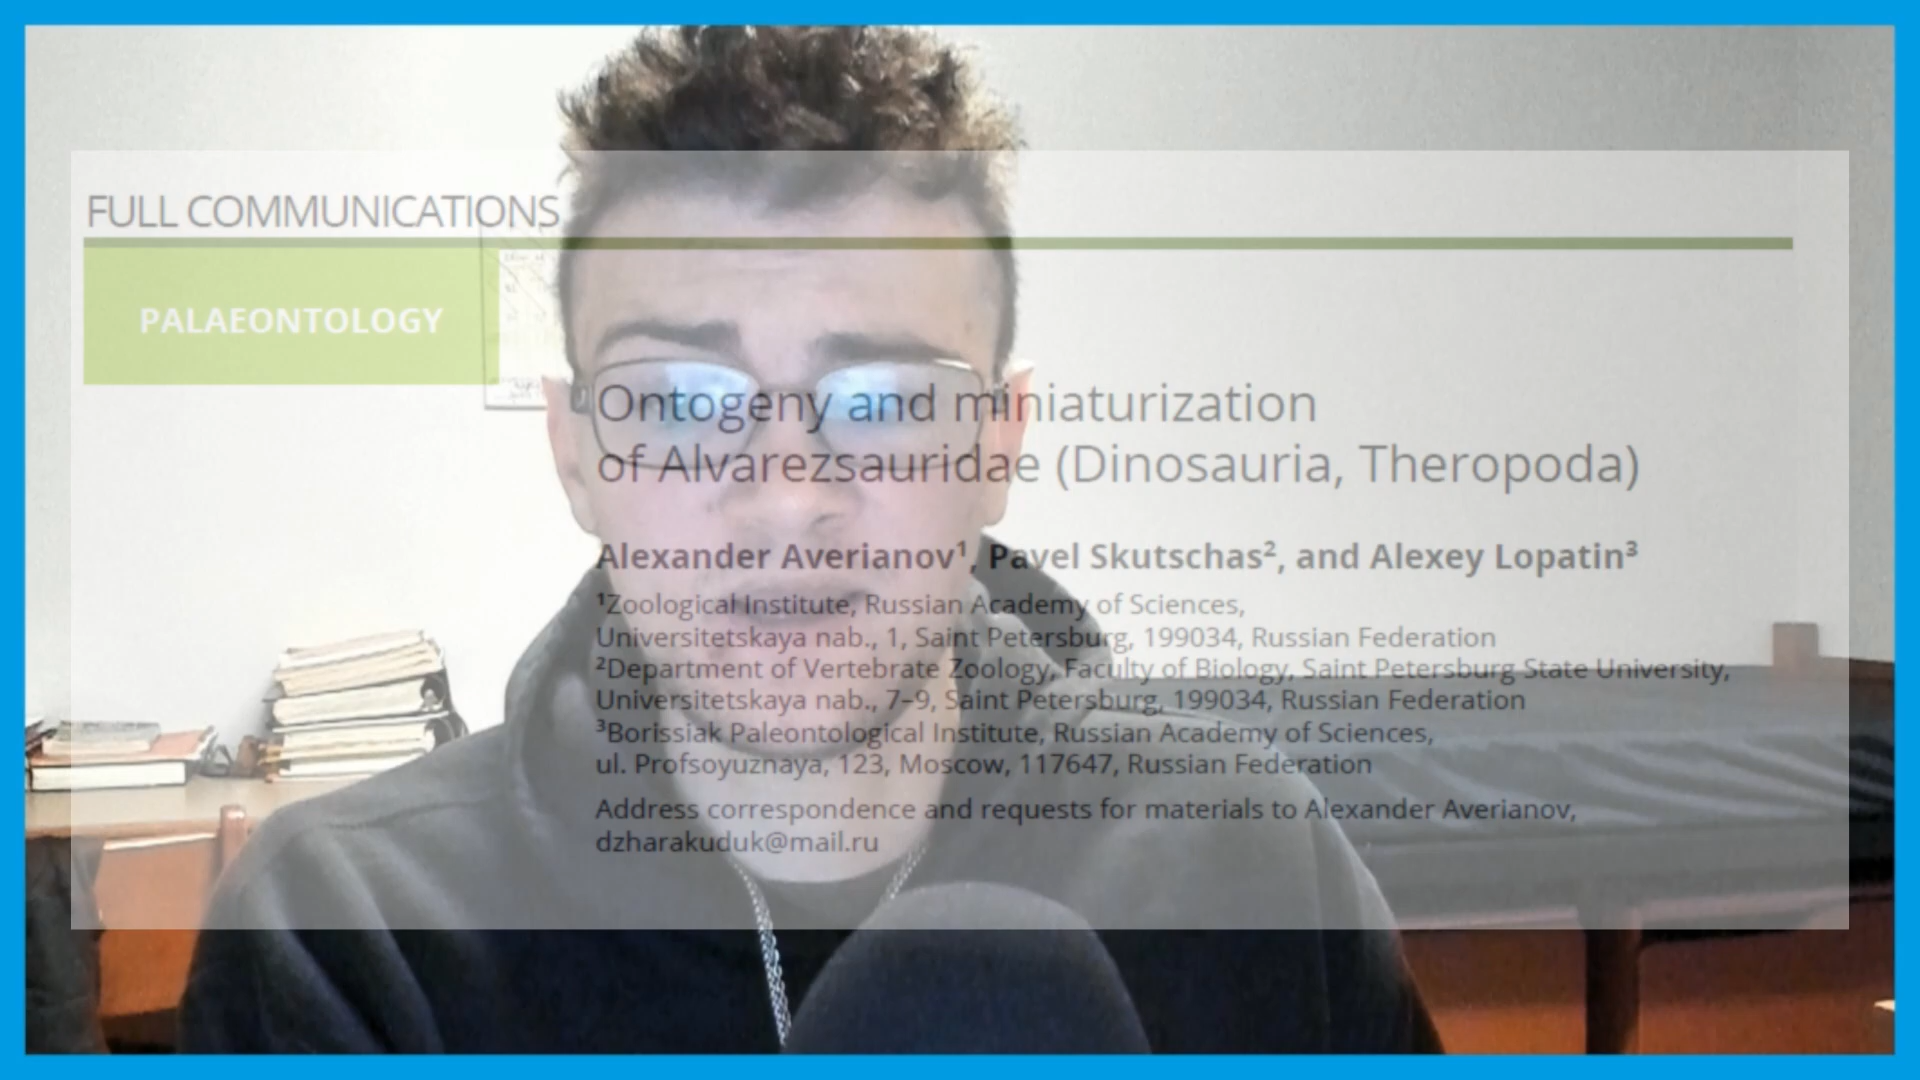 FULL COMMUNICATIONS
PALAEONTOLOGY
Ontogeny and miniaturization
of Alvarezsauridae (Dinosauria, Theropoda)
Alexander Averianov¹, Pavel Skutschas², and Alexey Lopatin³
¹Zoological Institute, Russian Academy of Sciences,
Universitetskaya nab., 1, Saint Petersburg, 199034, Russian Federation
²Department of Vertebrate Zoology, Faculty of Biology, Saint Petersburg State University,
Universitetskaya nab., 7–9, Saint Petersburg, 199034, Russian Federation
³Borissiak Paleontological Institute, Russian Academy of Sciences,
ul. Profsoyuznaya, 123, Moscow, 117647, Russian Federation
Address correspondence and requests for materials to Alexander Averianov,
dzharakuduk@mail.ru